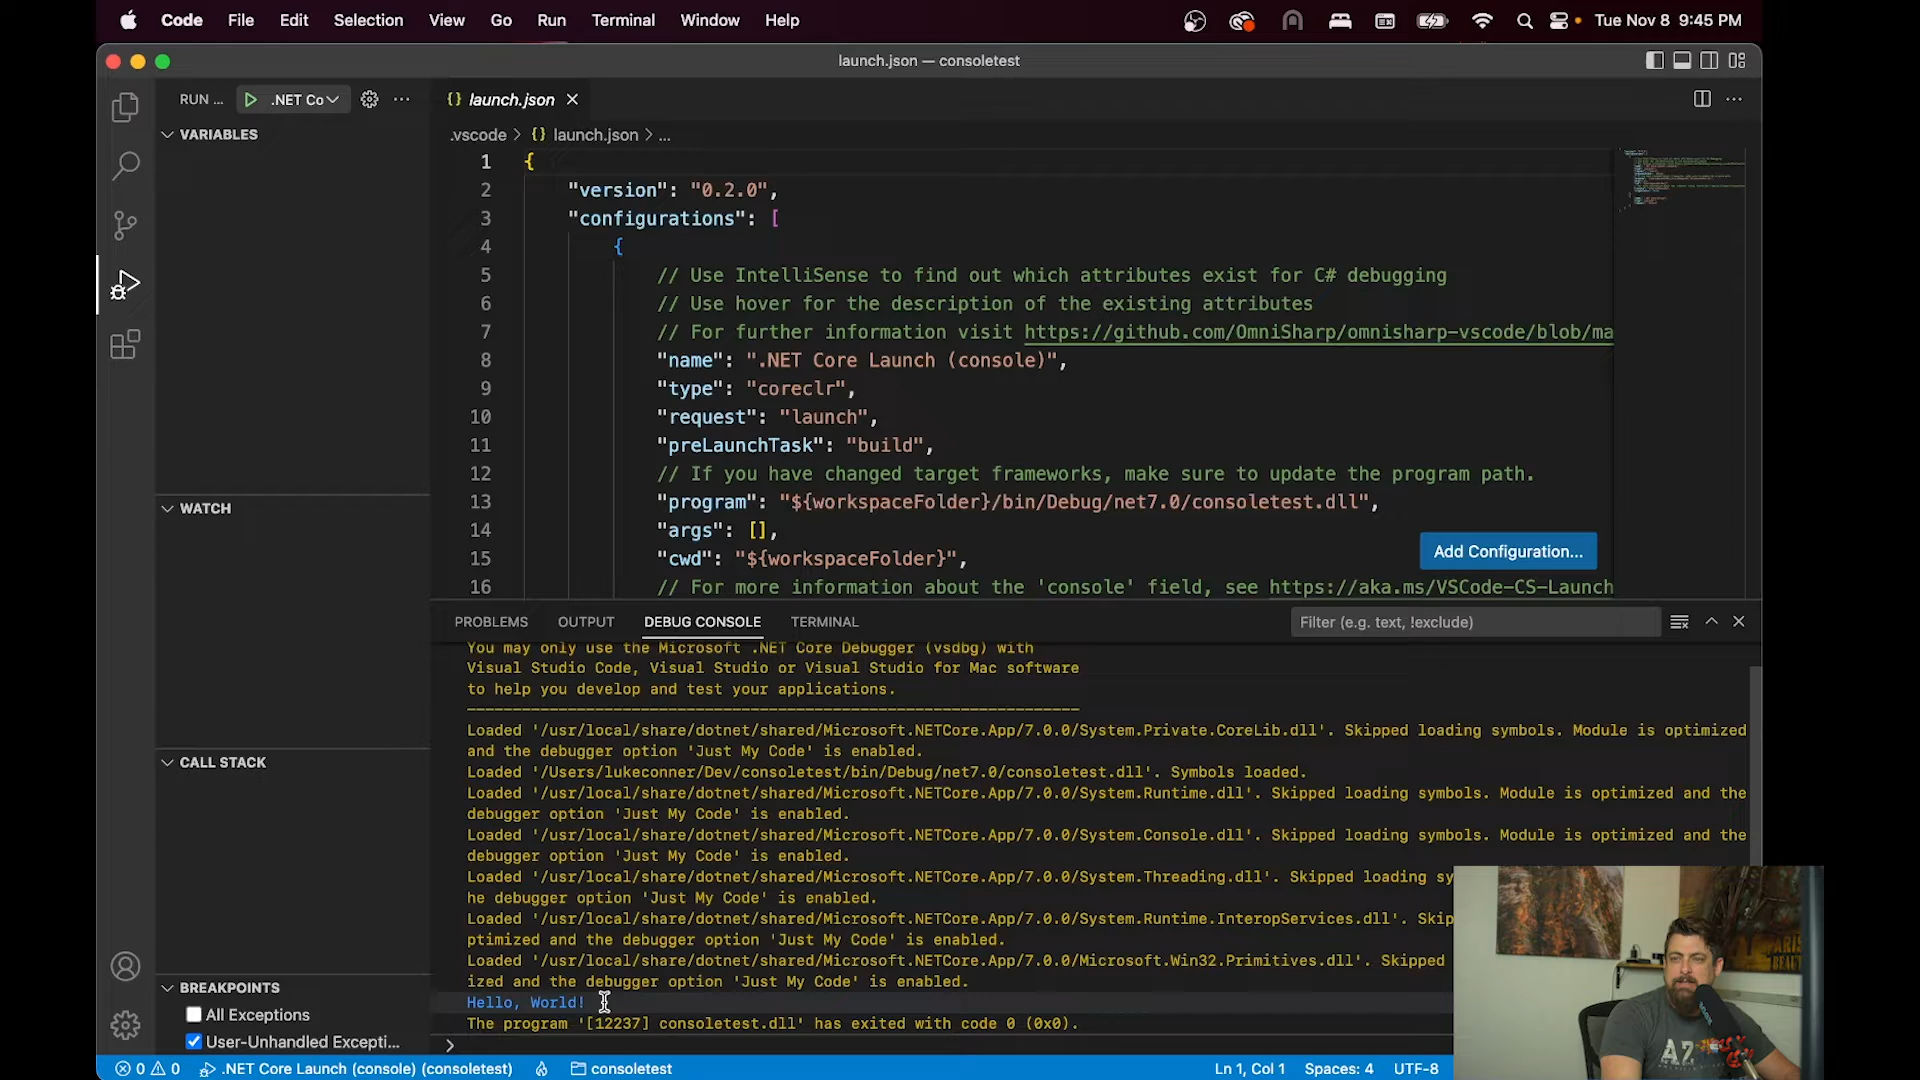 Code File Edit Selection View Go Run Terminal Window Help Tue Nov 8 9:45 PM
launch.json — consoletest
RUN ... .NET Co
launch.json
VARIABLES
.vscode > {} launch.json > ...
1 {
2 "version": "0.2.0",
3 "configurations": [
4 {
5 // Use IntelliSense to find out which attributes exist for C# debugging
6 // Use hover for the description of the existing attributes
7 // For further information visit https://github.com/OmniSharp/omnisharp-vscode/blob/ma
8 "name": ".NET Core Launch (console)",
9 "type": "coreclr",
10 "request": "launch",
11 "preLaunchTask": "build",
12 // If you have changed target frameworks, make sure to update the program path.
13 "program": "${workspaceFolder}/bin/Debug/net7.0/consoletest.dll",
14 "args": [],
15 "cwd": "${workspaceFolder}",
16 // For more information about the 'console' field, see https://aka.ms/VSCode-CS-Launch
Add Configuration...
WATCH
CALL STACK
BREAKPOINTS
All Exceptions
User-Unhandled Excepti...
PROBLEMS OUTPUT DEBUG CONSOLE TERMINAL Filter (e.g. text, !exclude)
You may only use the Microsoft .NET Core Debugger (vsdbg) with
Visual Studio Code, Visual Studio or Visual Studio for Mac software
to help you develop and test your applications.
Loaded '/usr/local/share/dotnet/shared/Microsoft.NETCore.App/7.0.0/System.Private.CoreLib.dll'. Skipped loading symbols. Module is optimized
and the debugger option 'Just My Code' is enabled.
Loaded '/Users/lukeconner/Dev/consoletest/bin/Debug/net7.0/consoletest.dll'. Symbols loaded.
Loaded '/usr/local/share/dotnet/shared/Microsoft.NETCore.App/7.0.0/System.Runtime.dll'. Skipped loading symbols. Module is optimized and the
debugger option 'Just My Code' is enabled.
Loaded '/usr/local/share/dotnet/shared/Microsoft.NETCore.App/7.0.0/System.Console.dll'. Skipped loading symbols. Module is optimized and the
debugger option 'Just My Code' is enabled.
Loaded '/usr/local/share/dotnet/shared/Microsoft.NETCore.App/7.0.0/System.Threading.dll'. Skipped loading sy
he debugger option 'Just My Code' is enabled.
Loaded '/usr/local/share/dotnet/shared/Microsoft.NETCore.App/7.0.0/System.Runtime.InteropServices.dll'. Skip
ptimized and the debugger option 'Just My Code' is enabled.
Loaded '/usr/local/share/dotnet/shared/Microsoft.NETCore.App/7.0.0/Microsoft.Win32.Primitives.dll'. Skipped
ized and the debugger option 'Just My Code' is enabled.
Hello, World!
The program '[12237] consoletest.dll' has exited with code 0 (0x0).
>
0 0 .NET Core Launch (console) (consoletest) consoletest Ln 1, Col 1 Spaces: 4 UTF-8
AZ